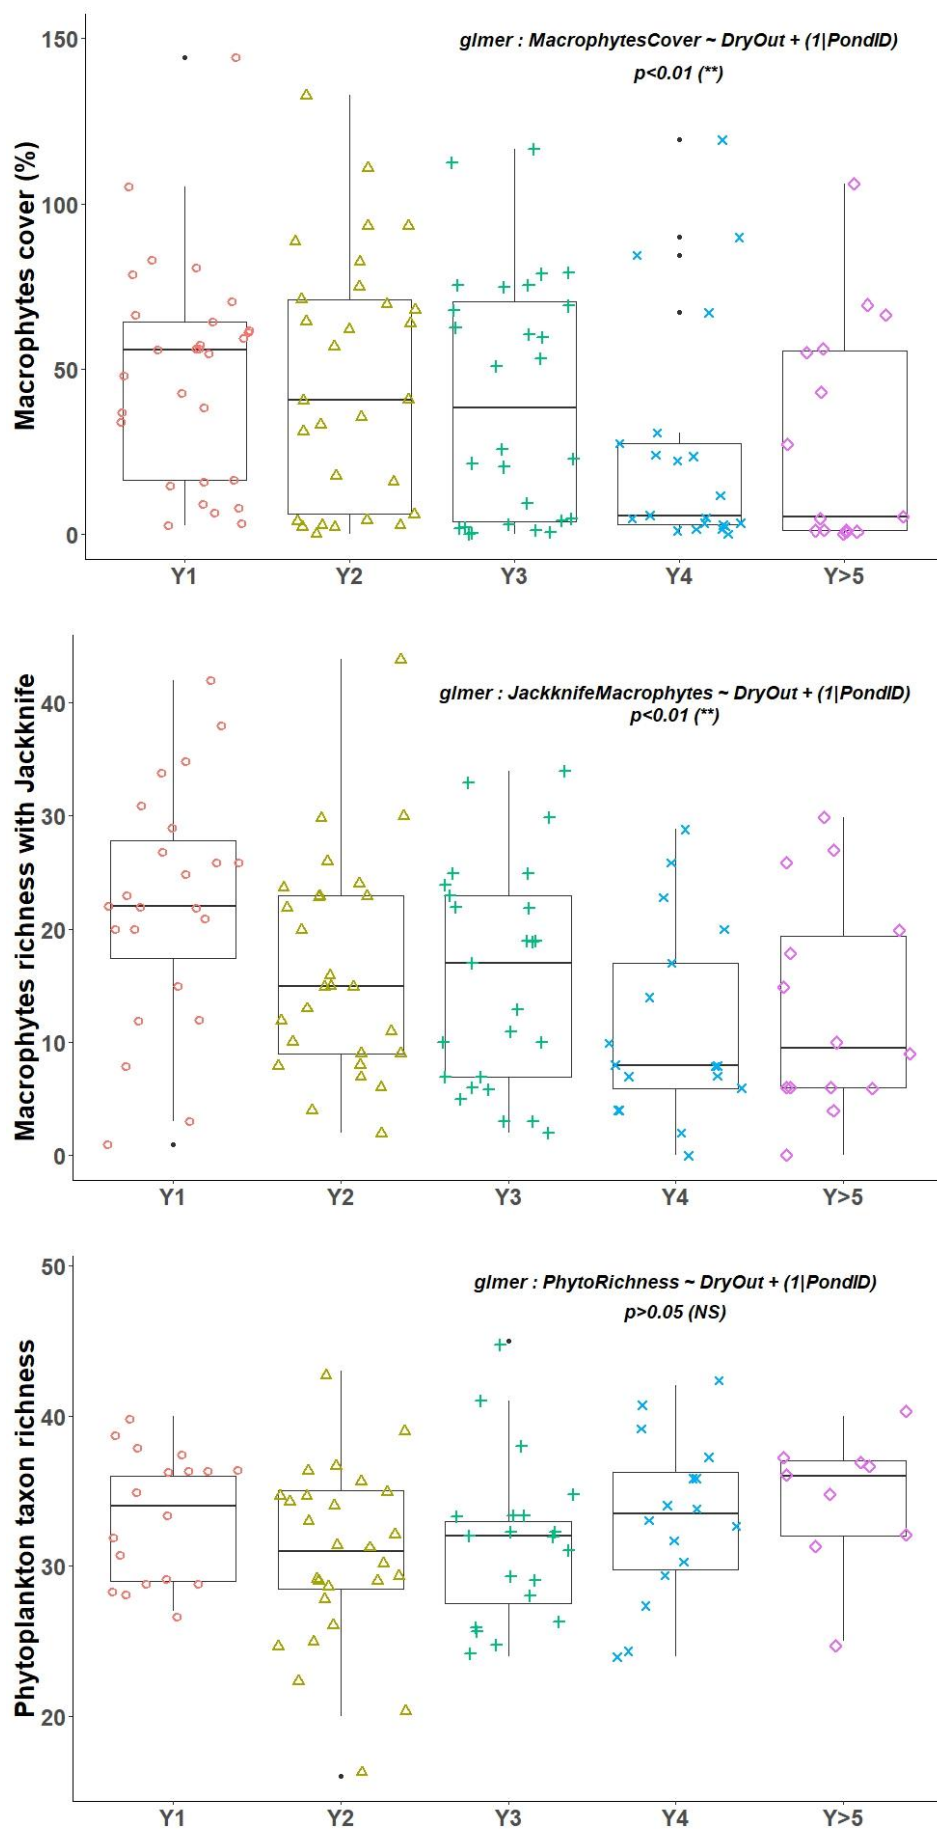 glmer : MacrophytesCover ~ DryOut + (1|PondID)
p<0.01 (**)
Macrophytes cover (%)
150
100
50
0
Y1 Y2 Y3 Y4 Y>5
glmer : JackknifeMacrophytes ~ DryOut + (1|PondID)
p<0.01 (**)
Macrophytes richness with Jackknife
40
30
20
10
0
Y1 Y2 Y3 Y4 Y>5
glmer : PhytoRichness ~ DryOut + (1|PondID)
p>0.05 (NS)
Phytoplankton taxon richness
50
40
30
20
Y1 Y2 Y3 Y4 Y>5